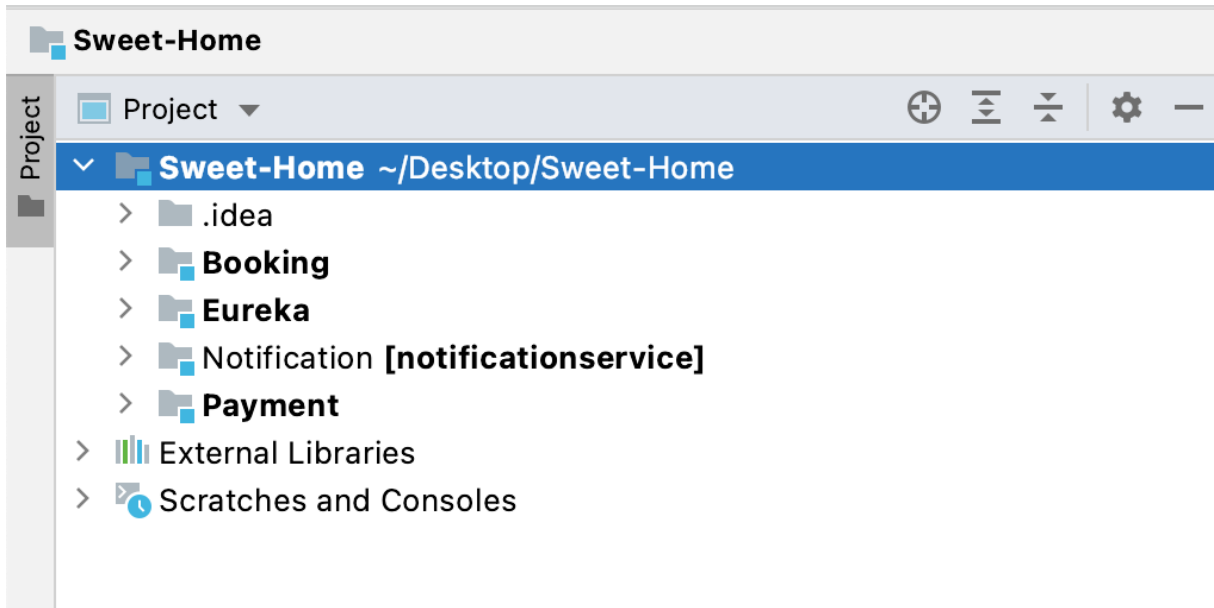 Sweet-Home
Project
Project
Sweet-Home ~/Desktop/Sweet-Home
.idea
Booking
Eureka
Notification [notificationservice]
Payment
External Libraries
Scratches and Consoles